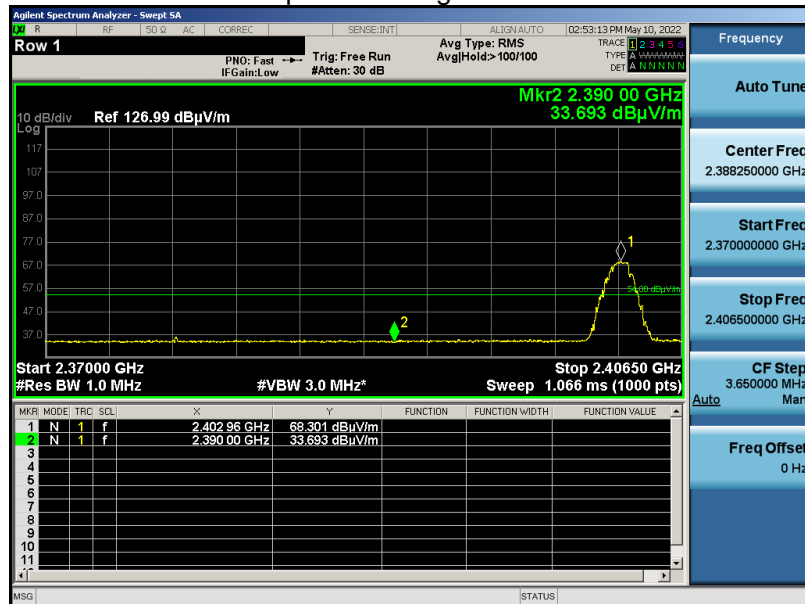 Agilent Spectrum Analyzer - Swept SA
LXI R RF 50 Ω AC CORREC SENSE:INT ALIGN AUTO 02:53:13 PM May 10, 2022
Row 1
PNO: Fast
IFGain:Low
Trig: Free Run
#Atten: 30 dB
Avg Type: RMS
Avg|Hold:>100/100
TRACE 1 2 3 4 5 6
TYPE A WWWWW
DET A N N N N N
Mkr2 2.390 00 GHz
33.693 dBµV/m
10 dB/div Ref 126.99 dBµV/m
Log
117
107
97.0
87.0
77.0
67.0
57.0
47.0
37.0
1
54.00 dBµV/m
2
Start 2.37000 GHz Stop 2.40650 GHz
#Res BW 1.0 MHz #VBW 3.0 MHz* Sweep 1.066 ms (1000 pts)
MKR MODE TRC SCL X Y FUNCTION FUNCTION WIDTH FUNCTION VALUE
1 N 1 f 2.402 96 GHz 68.301 dBµV/m
2 N 1 f 2.390 00 GHz 33.693 dBµV/m
3
4
5
6
7
8
9
10
11
MSG STATUS
Frequency
Auto Tune
Center Freq
2.388250000 GHz
Start Freq
2.370000000 GHz
Stop Freq
2.406500000 GHz
CF Step
3.650000 MHz
Auto Man
Freq Offset
0 Hz